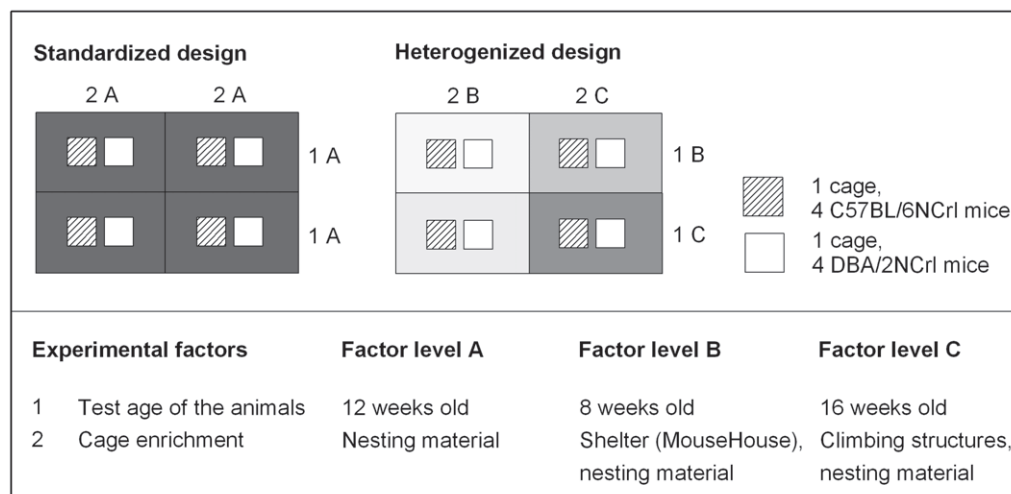 Standardized design
Heterogenized design
2 A 2 A
2 B 2 C
1 A
1 B
1 A
1 C
1 cage,
4 C57BL/6NCrl mice
1 cage,
4 DBA/2NCrl mice
Experimental factors Factor level A Factor level B Factor level C
1 Test age of the animals 12 weeks old 8 weeks old 16 weeks old
2 Cage enrichment Nesting material Shelter (MouseHouse), Climbing structures,
nesting material nesting material